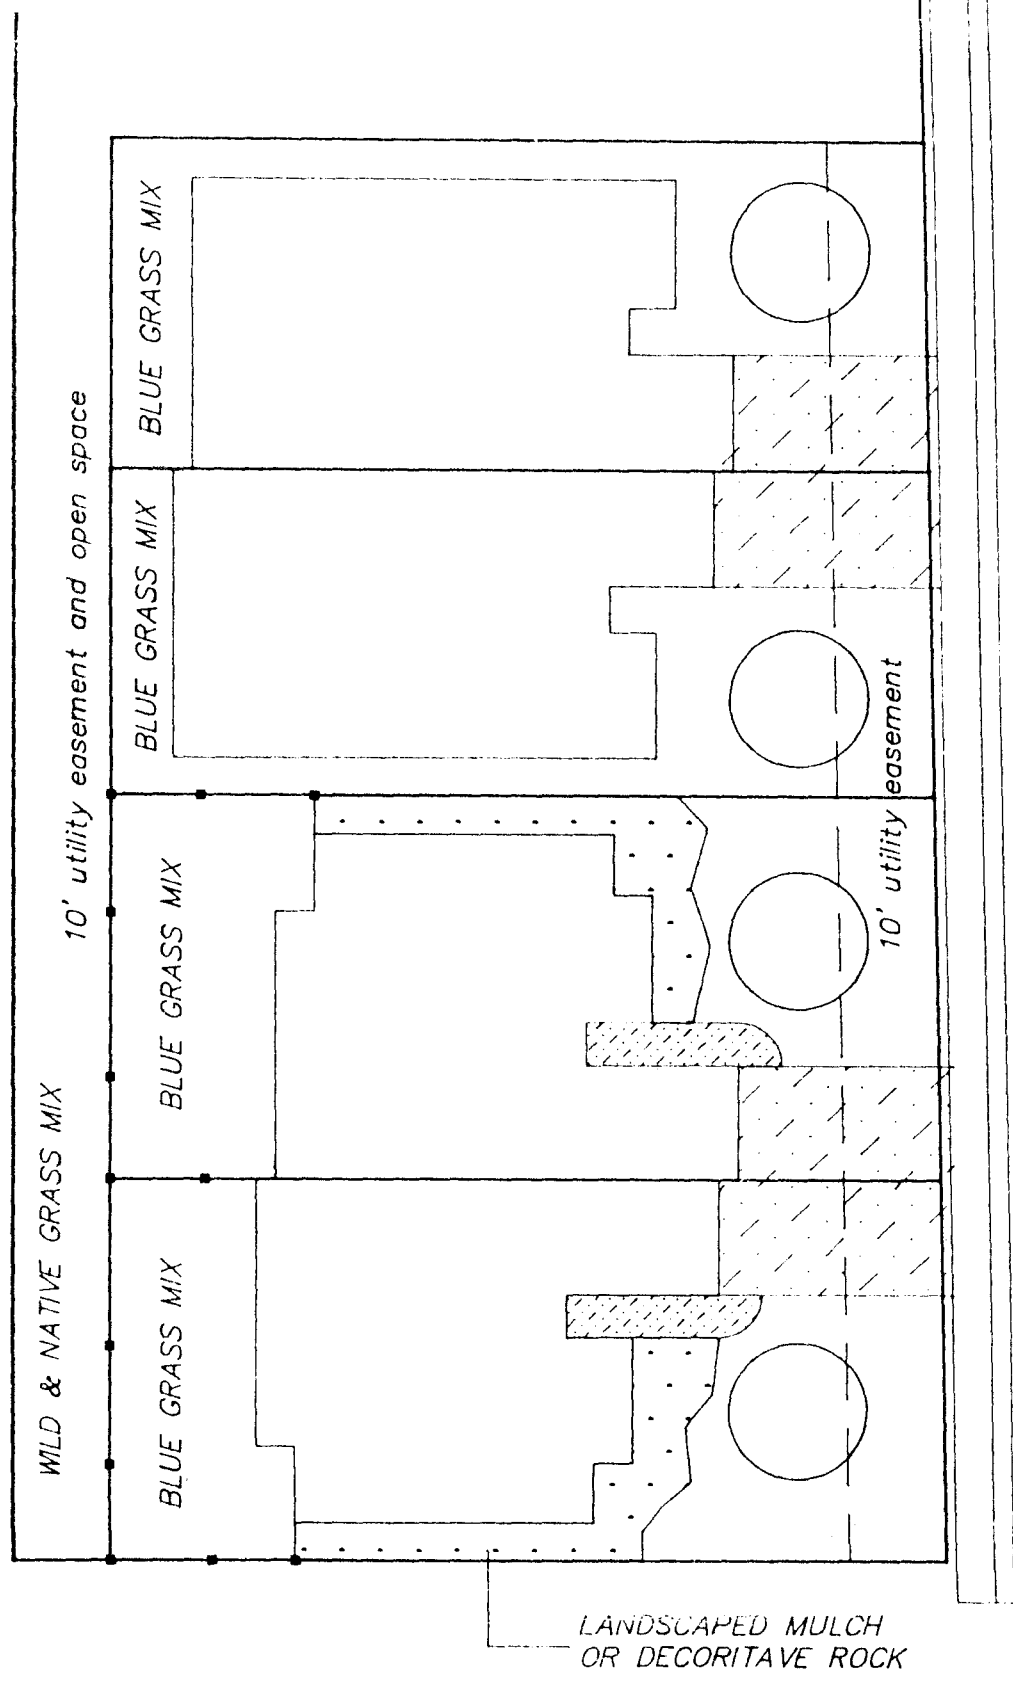 WILD & NATIVE GRASS MIX
10' utility easement and open space
BLUE GRASS MIX
BLUE GRASS MIX
BLUE GRASS MIX
BLUE GRASS MIX
10' utility easement
LANDSCAPED MULCH
OR DECORITAVE ROCK